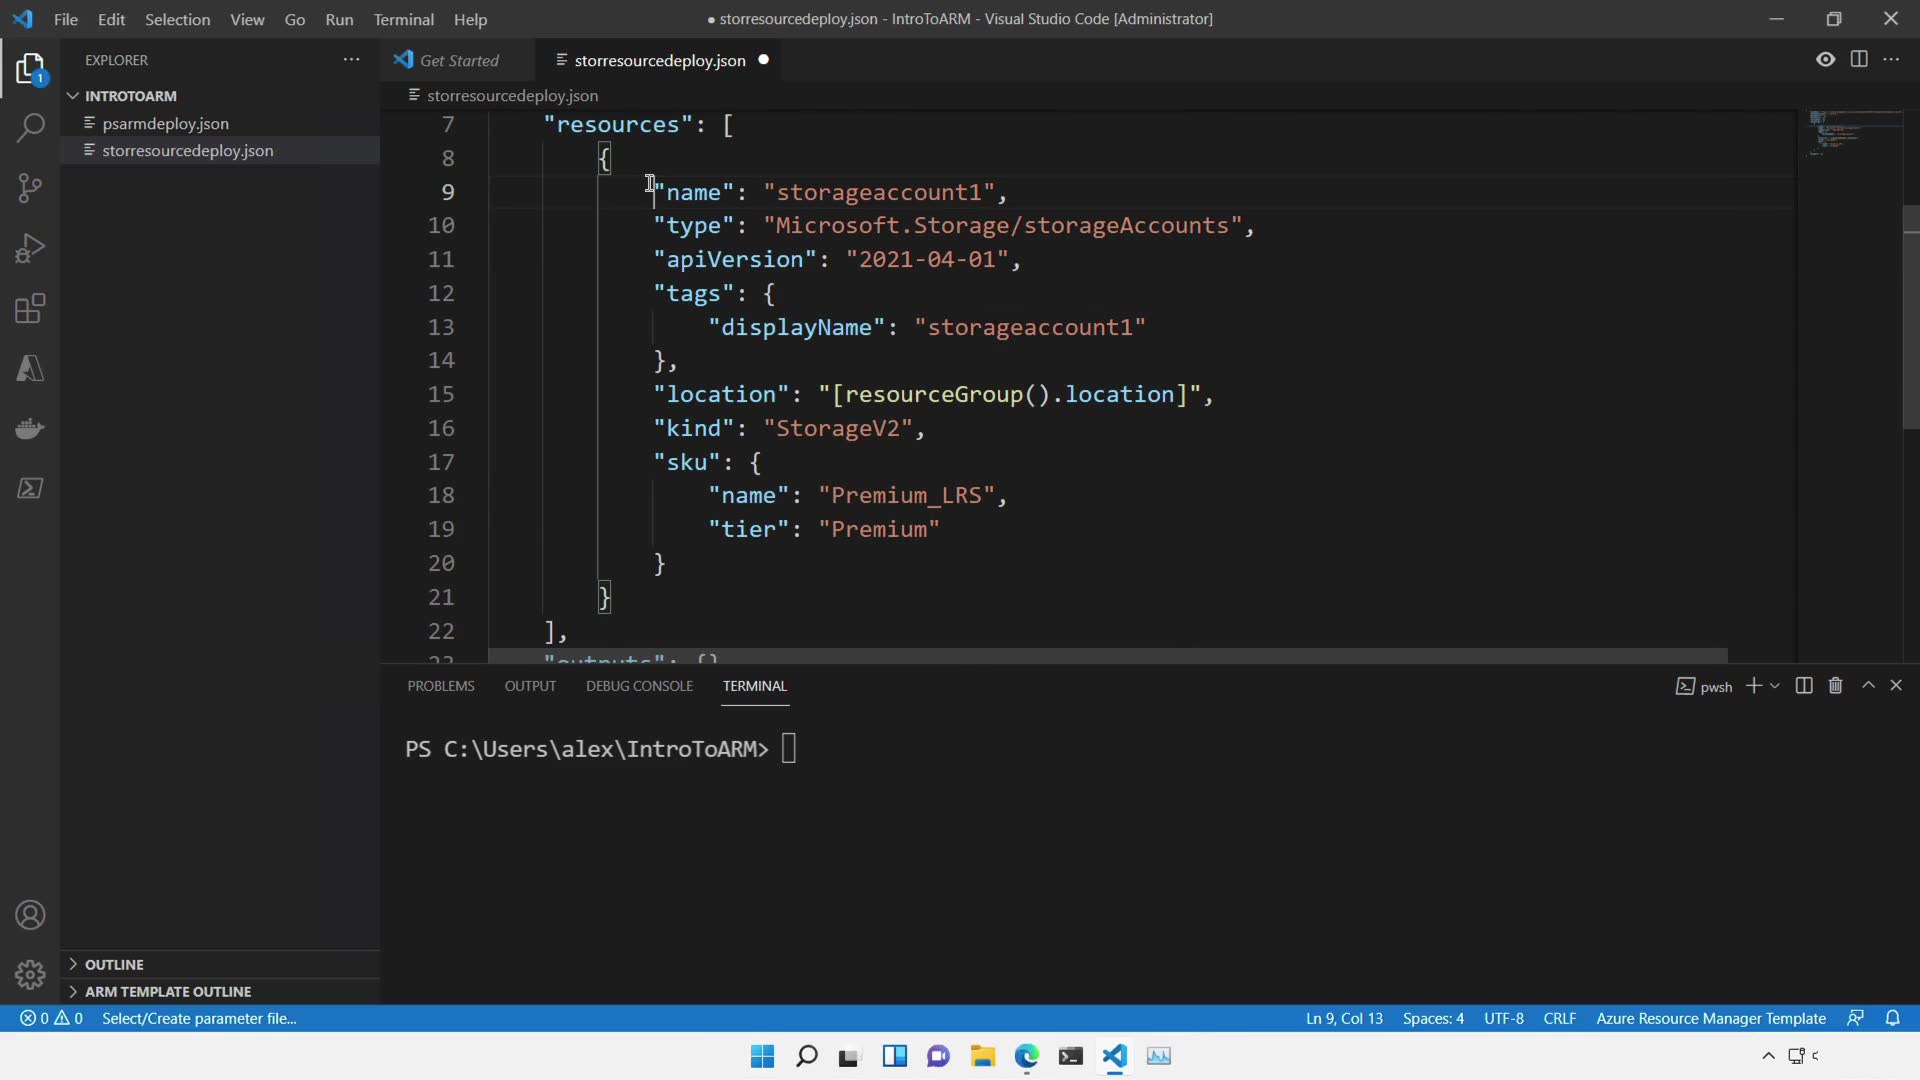 File Edit Selection View Go Run Terminal Help
● storresourcedeploy.json - IntroToARM - Visual Studio Code [Administrator]
EXPLORER
Get Started
storresourcedeploy.json
INTROTOARM
storresourcedeploy.json
psarmdeploy.json
storresourcedeploy.json
1
7 "resources": [
8 {
9 "name": "storageaccount1",
10 "type": "Microsoft.Storage/storageAccounts",
11 "apiVersion": "2021-04-01",
12 "tags": {
13 "displayName": "storageaccount1"
14 },
15 "location": "[resourceGroup().location]",
16 "kind": "StorageV2",
17 "sku": {
18 "name": "Premium_LRS",
19 "tier": "Premium"
20 }
21 }
22 ],
23 "outputs": {}
PROBLEMS OUTPUT DEBUG CONSOLE TERMINAL
pwsh
PS C:\Users\alex\IntroToARM>
OUTLINE
ARM TEMPLATE OUTLINE
0 0 Select/Create parameter file...
Ln 9, Col 13 Spaces: 4 UTF-8 CRLF Azure Resource Manager Template